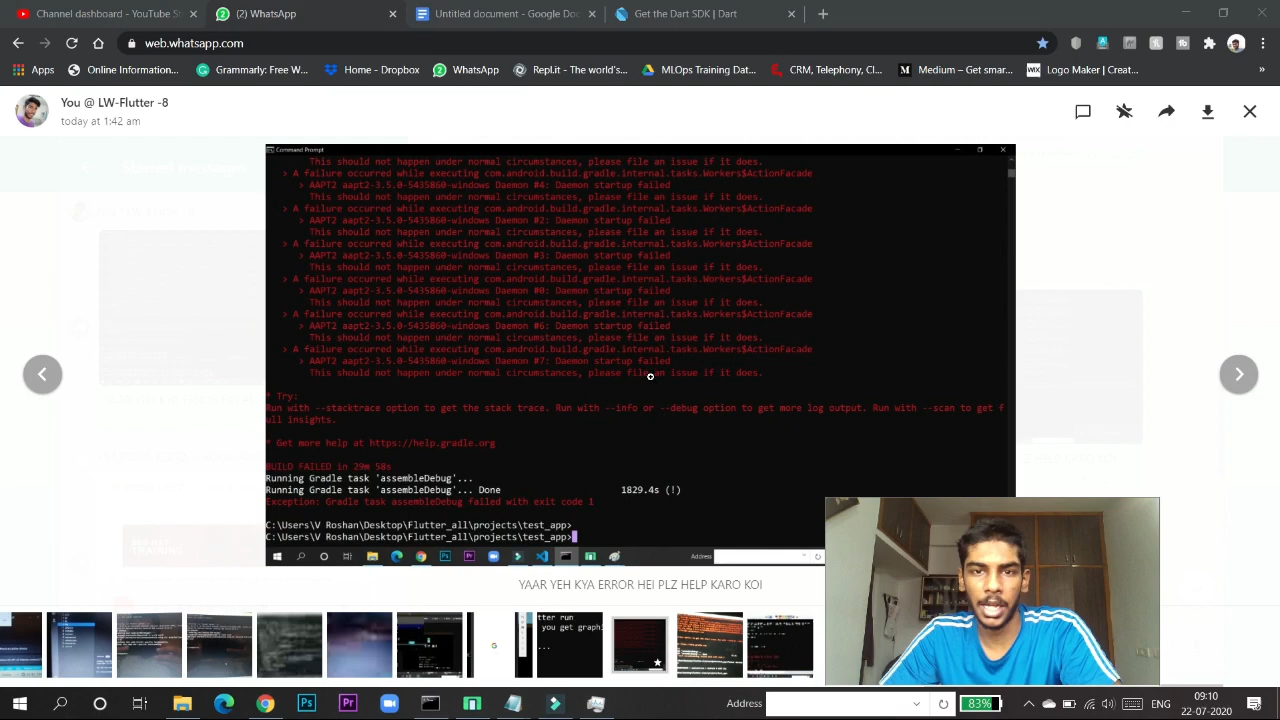 (45) Dashboard
(2) WhatsApp
Untitled document - Google Docs
Get the Dart SDK | Dart
web.whatsapp.com
Apps
Online Information...
Grammarly: Free W...
Home - Dropbox
WhatsApp
Repl.it - The world's...
MLOps Training Dat...
CRM, Telephony, Cl...
Medium – Get smar...
Logo Maker | Crea...
»
You @ LW-Flutter -8
today at 1:42 am
Command Prompt
This should not happen under normal circumstances, please file an issue if it does.
> A failure occurred while executing com.android.build.gradle.internal.tasks.Workers$ActionFacade
> AAPT2 aapt2-3.5.0-5435860-windows Daemon #4: Daemon startup failed
This should not happen under normal circumstances, please file an issue if it does.
> A failure occurred while executing com.android.build.gradle.internal.tasks.Workers$ActionFacade
> AAPT2 aapt2-3.5.0-5435860-windows Daemon #2: Daemon startup failed
This should not happen under normal circumstances, please file an issue if it does.
> A failure occurred while executing com.android.build.gradle.internal.tasks.Workers$ActionFacade
> AAPT2 aapt2-3.5.0-5435860-windows Daemon #3: Daemon startup failed
This should not happen under normal circumstances, please file an issue if it does.
> A failure occurred while executing com.android.build.gradle.internal.tasks.Workers$ActionFacade
> AAPT2 aapt2-3.5.0-5435860-windows Daemon #0: Daemon startup failed
This should not happen under normal circumstances, please file an issue if it does.
> A failure occurred while executing com.android.build.gradle.internal.tasks.Workers$ActionFacade
> AAPT2 aapt2-3.5.0-5435860-windows Daemon #6: Daemon startup failed
This should not happen under normal circumstances, please file an issue if it does.
> A failure occurred while executing com.android.build.gradle.internal.tasks.Workers$ActionFacade
> AAPT2 aapt2-3.5.0-5435860-windows Daemon #7: Daemon startup failed
This should not happen under normal circumstances, please file an issue if it does.
* Try:
Run with --stacktrace option to get the stack trace. Run with --info or --debug option to get more log output. Run with --scan to get f
ull insights.
* Get more help at https://help.gradle.org
BUILD FAILED in 29m 58s
Running Gradle task 'assembleDebug'...
Running Gradle task 'assembleDebug'... Done 1829.4s (!)
Exception: Gradle task assembleDebug failed with exit code 1
C:\Users\V Roshan\Desktop\Flutter_all\projects\test_app>
C:\Users\V Roshan\Desktop\Flutter_all\projects\test_app>
Address
YAAR YEH KYA ERROR HEI PLZ HELP KARO KOI
tter run
you get graph:
...
Address
83%
ENG
09:10
22-07-2020